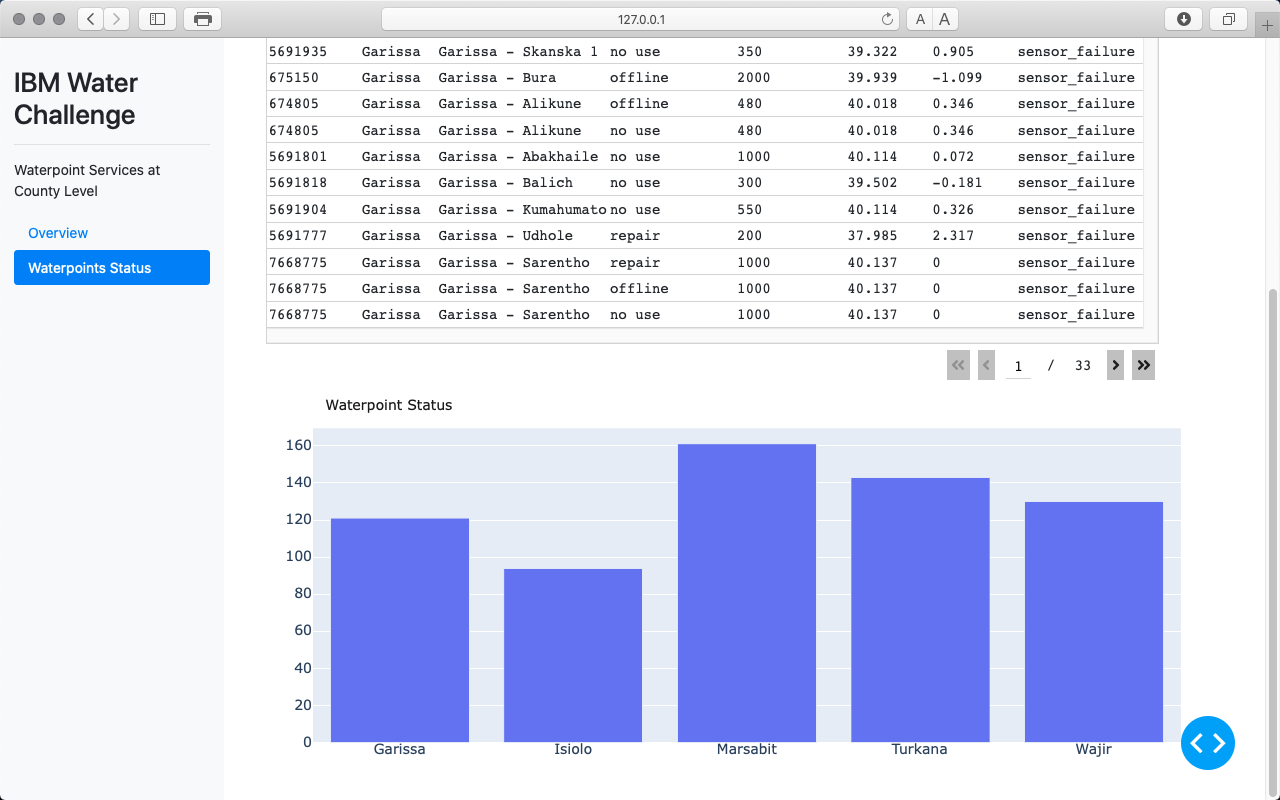 127.0.0.1
A A
IBM Water
Challenge
Waterpoint Services at
County Level
Overview
Waterpoints Status
5691935 Garissa Garissa - Skanska 1 no use 350 39.322 0.905 sensor_failure
675150 Garissa Garissa - Bura offline 2000 39.939 -1.099 sensor_failure
674805 Garissa Garissa - Alikune offline 480 40.018 0.346 sensor_failure
674805 Garissa Garissa - Alikune no use 480 40.018 0.346 sensor_failure
5691801 Garissa Garissa - Abakhaile no use 1000 40.114 0.072 sensor_failure
5691818 Garissa Garissa - Balich no use 300 39.502 -0.181 sensor_failure
5691904 Garissa Garissa - Kumahumato no use 550 40.114 0.326 sensor_failure
5691777 Garissa Garissa - Udhole repair 200 37.985 2.317 sensor_failure
7668775 Garissa Garissa - Sarentho repair 1000 40.137 0 sensor_failure
7668775 Garissa Garissa - Sarentho offline 1000 40.137 0 sensor_failure
7668775 Garissa Garissa - Sarentho no use 1000 40.137 0 sensor_failure
1 / 33
Waterpoint Status
160
140
120
100
80
60
40
20
0
Garissa Isiolo Marsabit Turkana Wajir